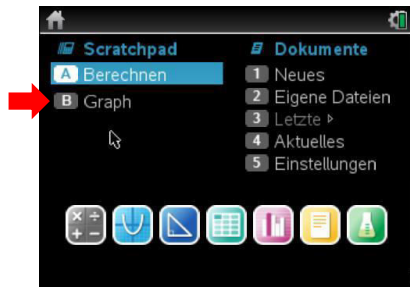 Scratchpad
A Berechnen
B Graph
Dokumente
1 Neues
2 Eigene Dateien
3 Letzte ▸
4 Aktuelles
5 Einstellungen